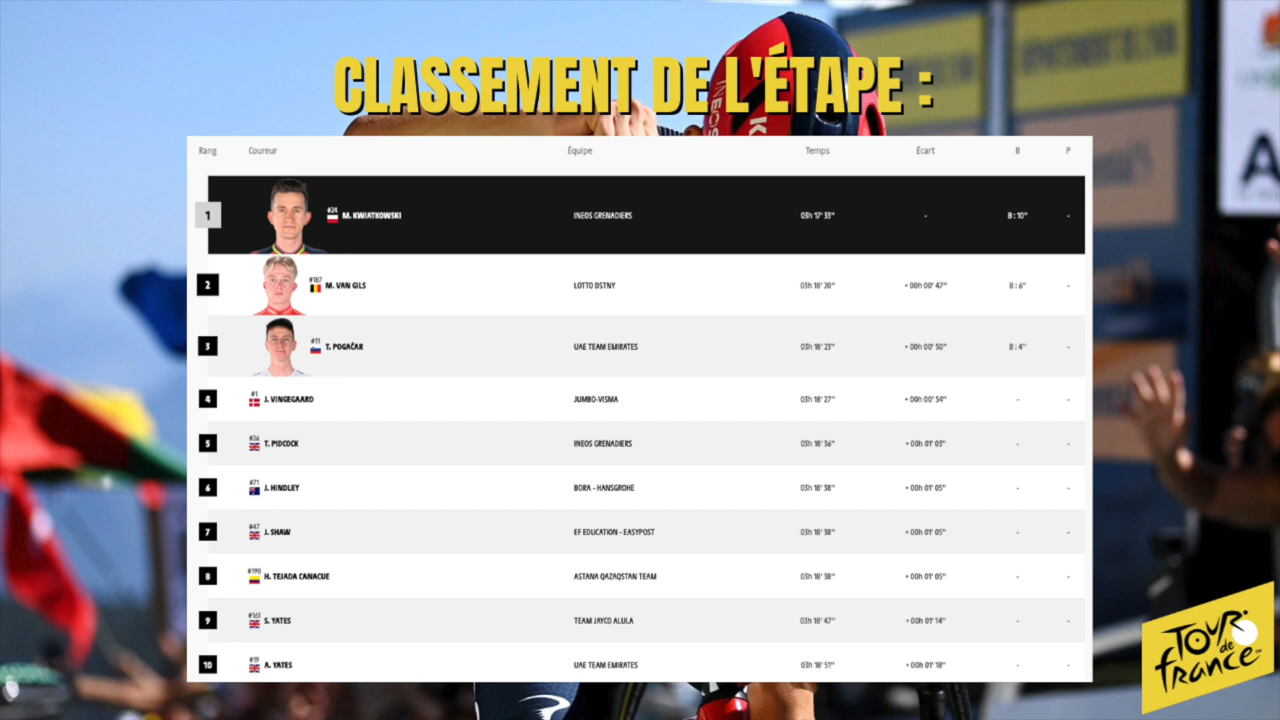 CLASSEMENT DE L'ÉTAPE :
INEOS
Rang Coureur Équipe Temps Écart B P
1 #24 M. KWIATKOWSKI INEOS GRENADIERS 03h 17' 33'' - B : 10'' -
2 #187 M. VAN GILS LOTTO DSTNY 03h 18' 20'' + 00h 00' 47'' B : 6'' -
3 #11 T. POGAČAR UAE TEAM EMIRATES 03h 18' 23'' + 00h 00' 50'' B : 4'' -
4 #1 J. VINGEGAARD JUMBO-VISMA 03h 18' 27'' + 00h 00' 54'' - -
5 #26 T. PIDCOCK INEOS GRENADIERS 03h 18' 36'' + 00h 01' 03'' - -
6 #71 J. HINDLEY BORA - HANSGROHE 03h 18' 38'' + 00h 01' 05'' - -
7 #47 J. SHAW EF EDUCATION - EASYPOST 03h 18' 38'' + 00h 01' 05'' - -
8 #198 H. TEJADA CANACUE ASTANA QAZAQSTAN TEAM 03h 18' 38'' + 00h 01' 05'' - -
9 #161 S. YATES TEAM JAYCO ALULA 03h 18' 47'' + 00h 01' 14'' - -
10 #19 A. YATES UAE TEAM EMIRATES 03h 18' 51'' + 00h 01' 18'' - -
TOUR
de
france